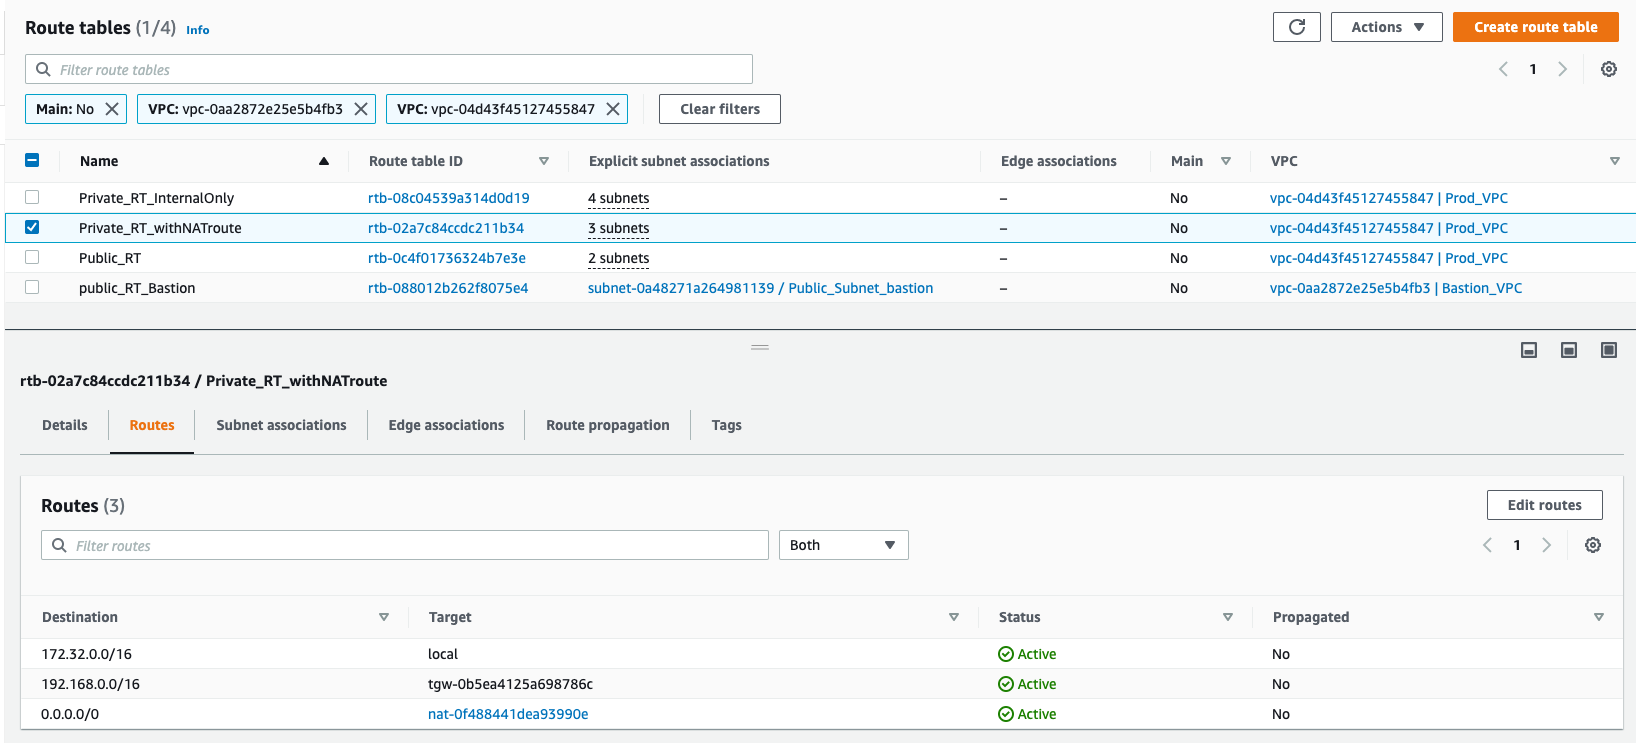 Route tables (1/4) Info
Actions
Create route table
Filter route tables
1
Main: No
VPC: vpc-0aa2872e25e5b4fb3
VPC: vpc-04d43f45127455847
Clear filters
Name Route table ID Explicit subnet associations Edge associations Main VPC
Private_RT_InternalOnly rtb-08c04539a314d0d19 4 subnets – No vpc-04d43f45127455847 | Prod_VPC
Private_RT_withNATroute rtb-02a7c84ccdc211b34 3 subnets – No vpc-04d43f45127455847 | Prod_VPC
Public_RT rtb-0c4f01736324b7e3e 2 subnets – No vpc-04d43f45127455847 | Prod_VPC
public_RT_Bastion rtb-088012b262f8075e4 subnet-0a48271a264981139 / Public_Subnet_bastion – No vpc-0aa2872e25e5b4fb3 | Bastion_VPC
rtb-02a7c84ccdc211b34 / Private_RT_withNATroute
Details Routes Subnet associations Edge associations Route propagation Tags
Routes (3)
Edit routes
Filter routes
Both
1
Destination Target Status Propagated
172.32.0.0/16 local Active No
192.168.0.0/16 tgw-0b5ea4125a698786c Active No
0.0.0.0/0 nat-0f488441dea93990e Active No